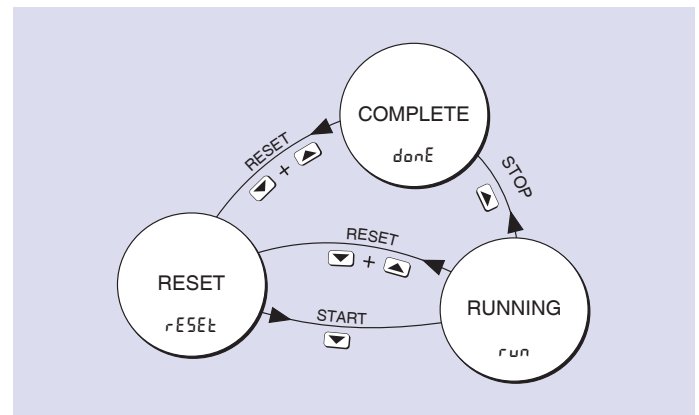 COMPLETE
donE
RESET
+
STOP
RESET
+
RESET
rESEt
START
RUNNING
run